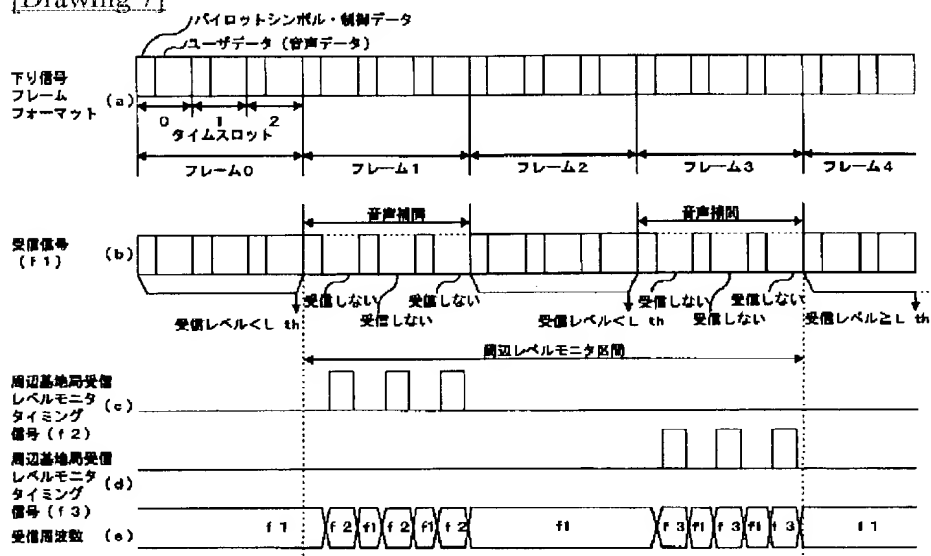 [Drawing 7]
パイロットシンボル・制御データ
ユーザデータ（音声データ）
下り信号
フレーム (a)
フォーマット
0 1 2
タイムスロット
フレーム0 フレーム1 フレーム2 フレーム3 フレーム4
音声補間 音声補間
受信信号 (b)
(f1)
受信しない 受信しない 受信しない 受信しない
受信レベル<L th 受信しない 受信レベル<L th 受信しない 受信レベル≧L th
周辺レベルモニタ区間
周辺基地局受信
レベルモニタ (c)
タイミング
信号(f2)
周辺基地局受信
レベルモニタ (d)
タイミング
信号(f3)
受信周波数 (e) f1 f2 f1 f2 f1 f2 f1 f3 f1 f3 f1 f3 f1